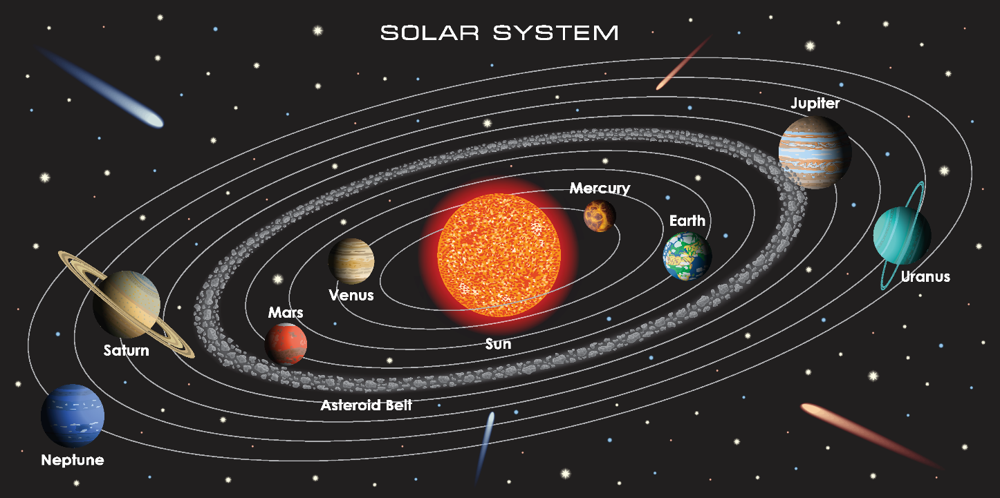 SOLAR SYSTEM
Jupiter
Mercury
Earth
Uranus
Venus
Mars
Sun
Saturn
Asteroid Belt
Neptune